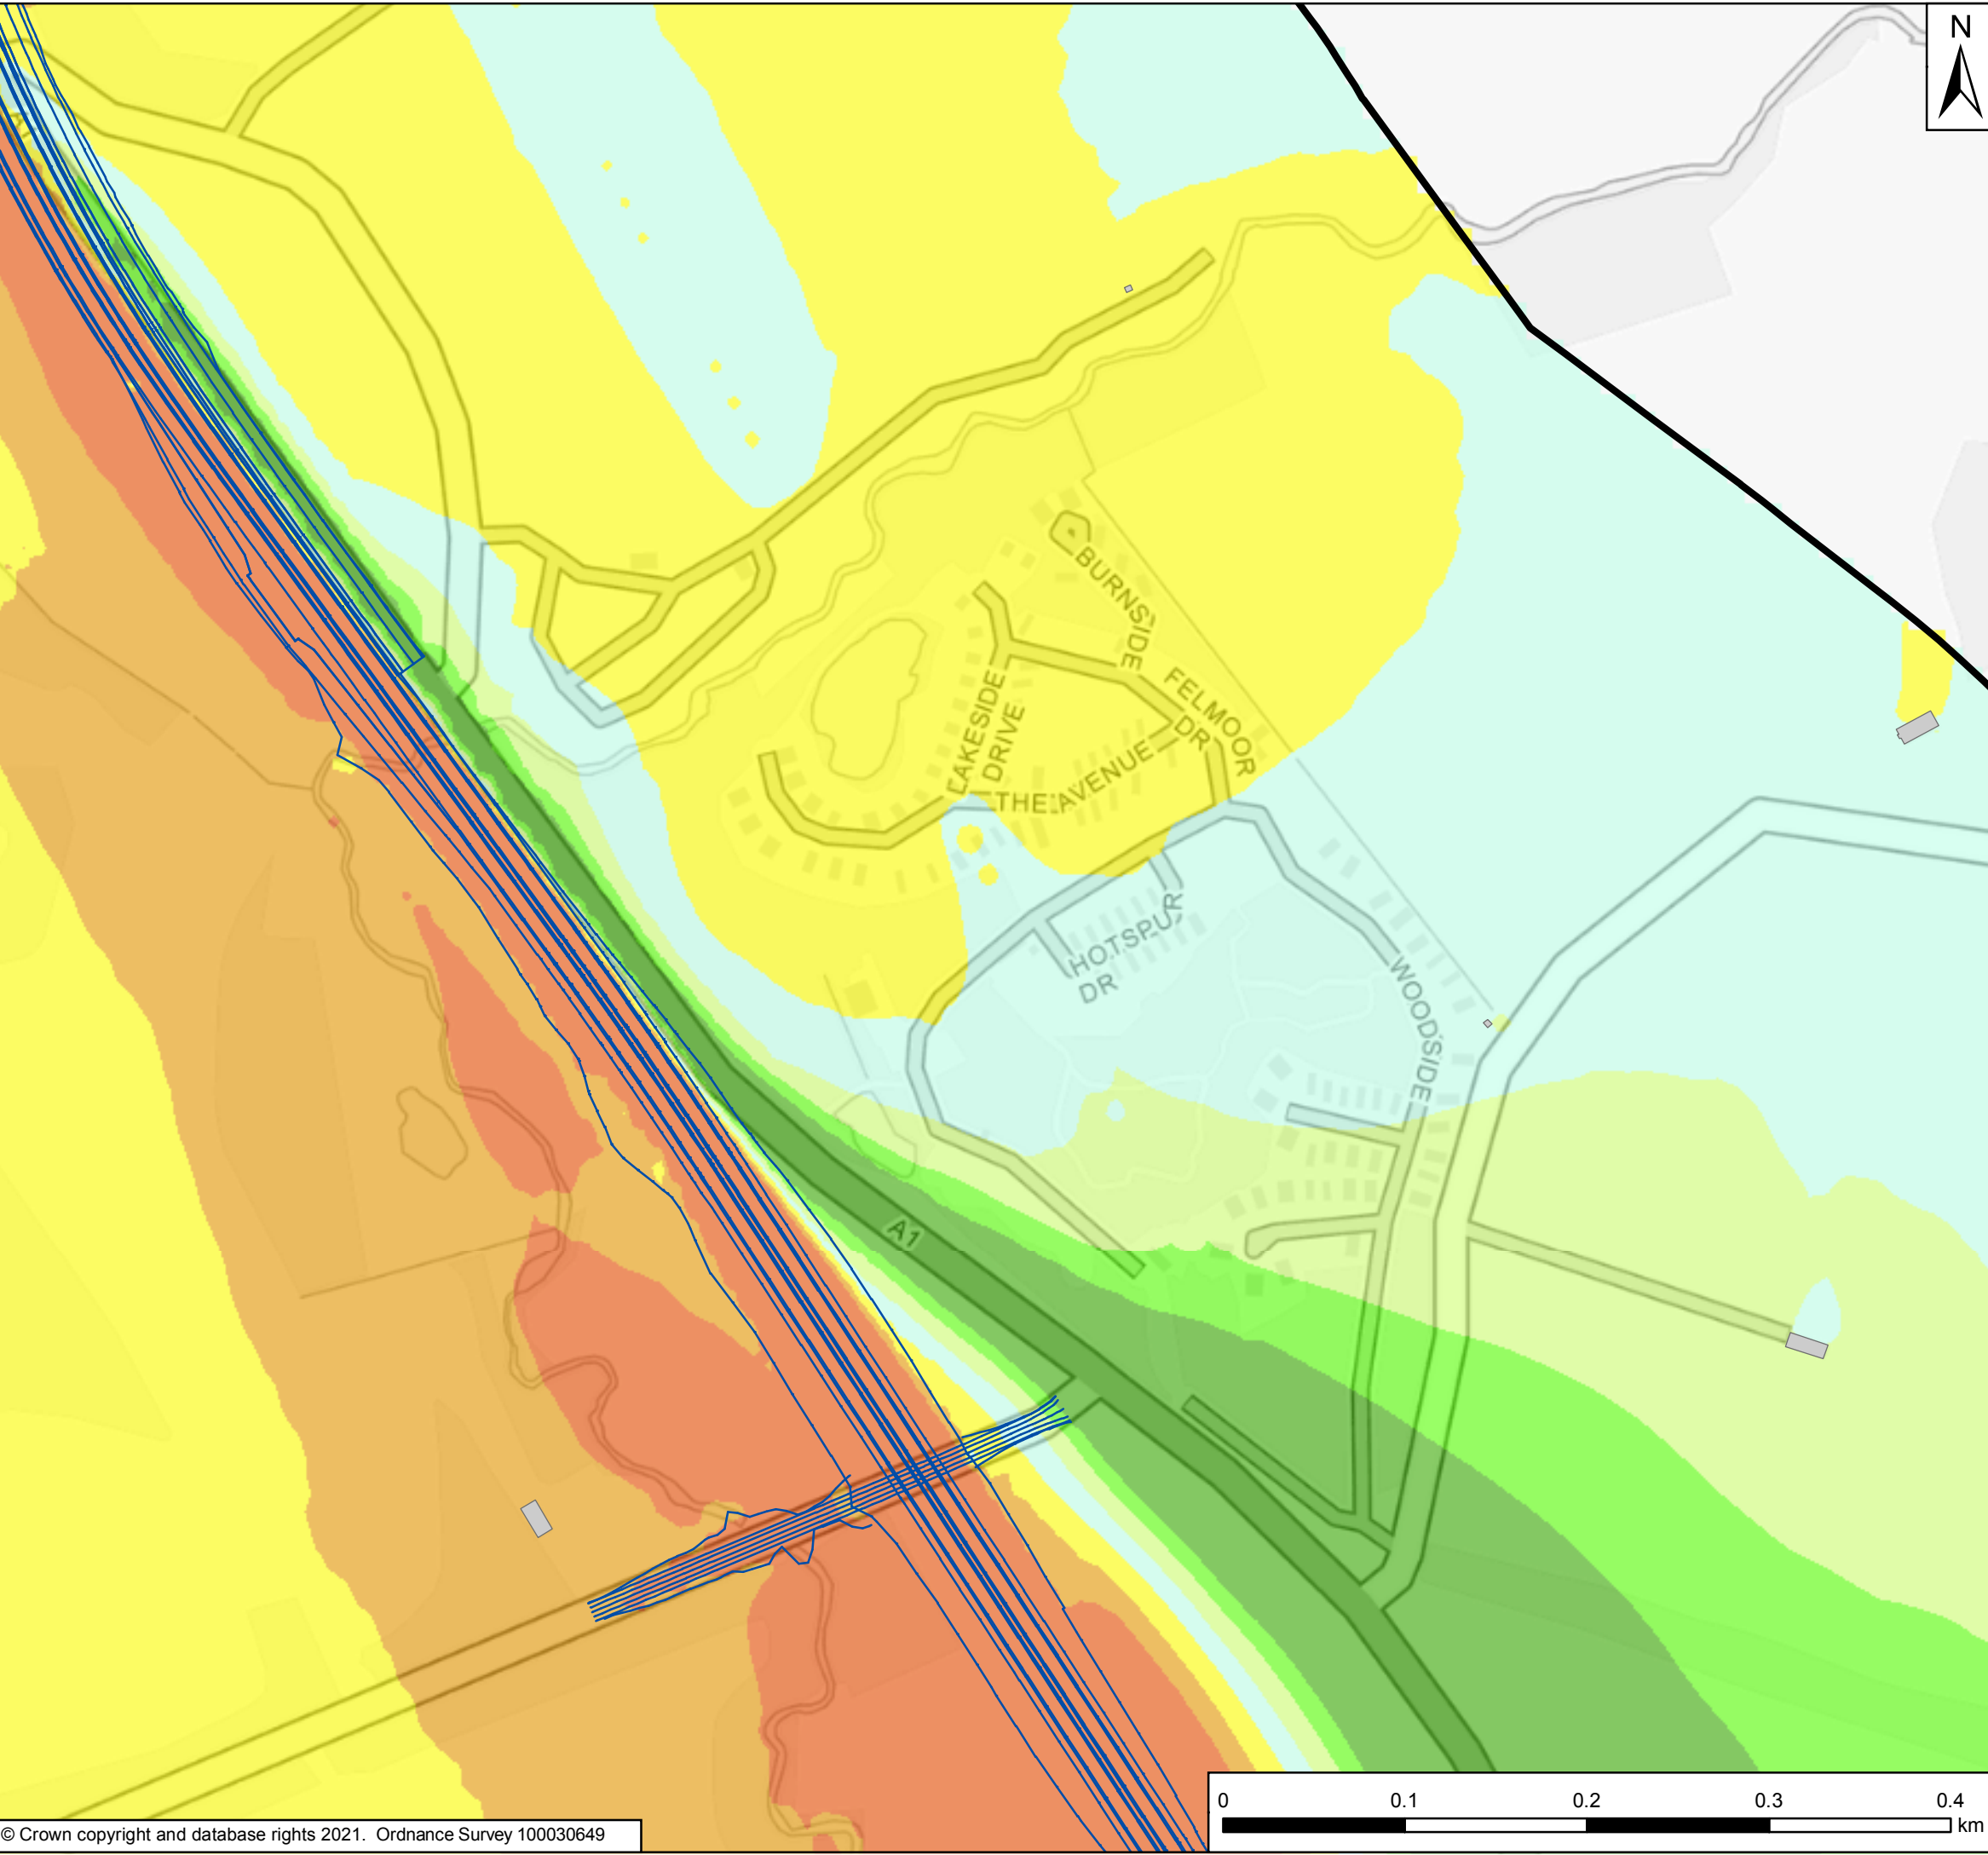 N
BURNSIDE
FELMOOR
DR
LAKESIDE
DRIVE
THE AVENUE
HOTSPUR
DR
WOODSIDE
A1
0 0.1 0.2 0.3 0.4
km
© Crown copyright and database rights 2021. Ordnance Survey 100030649